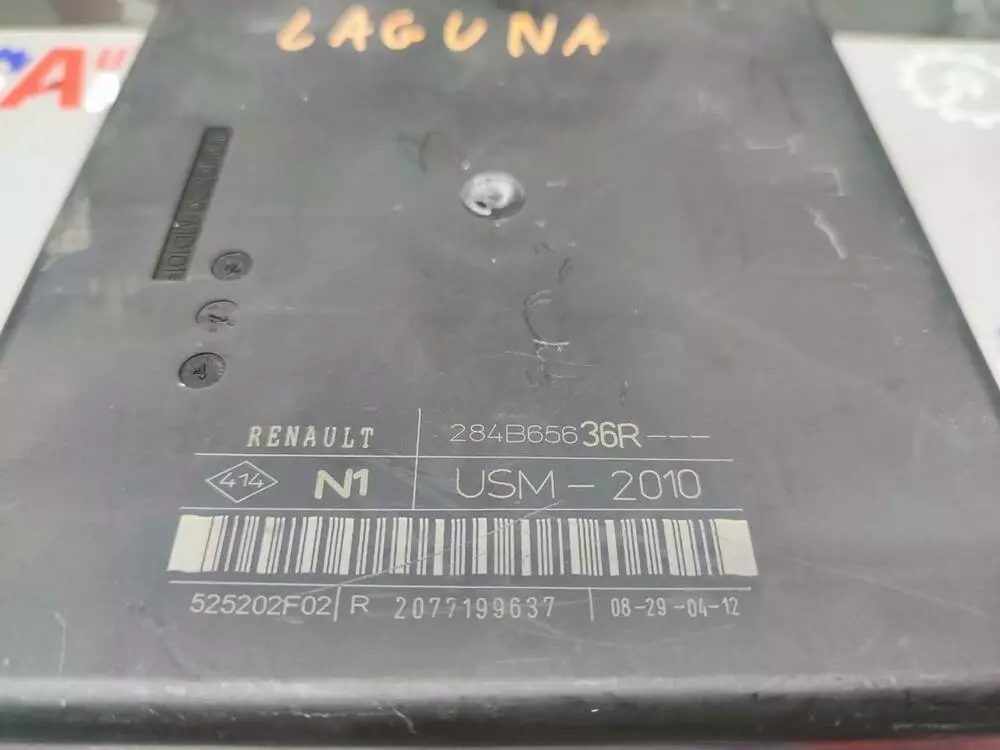 LAGUNA
"A"
RENAULT 284B65636R---
414 N1 USM-2010
525202F02 R 2077199637 08-29-04-12